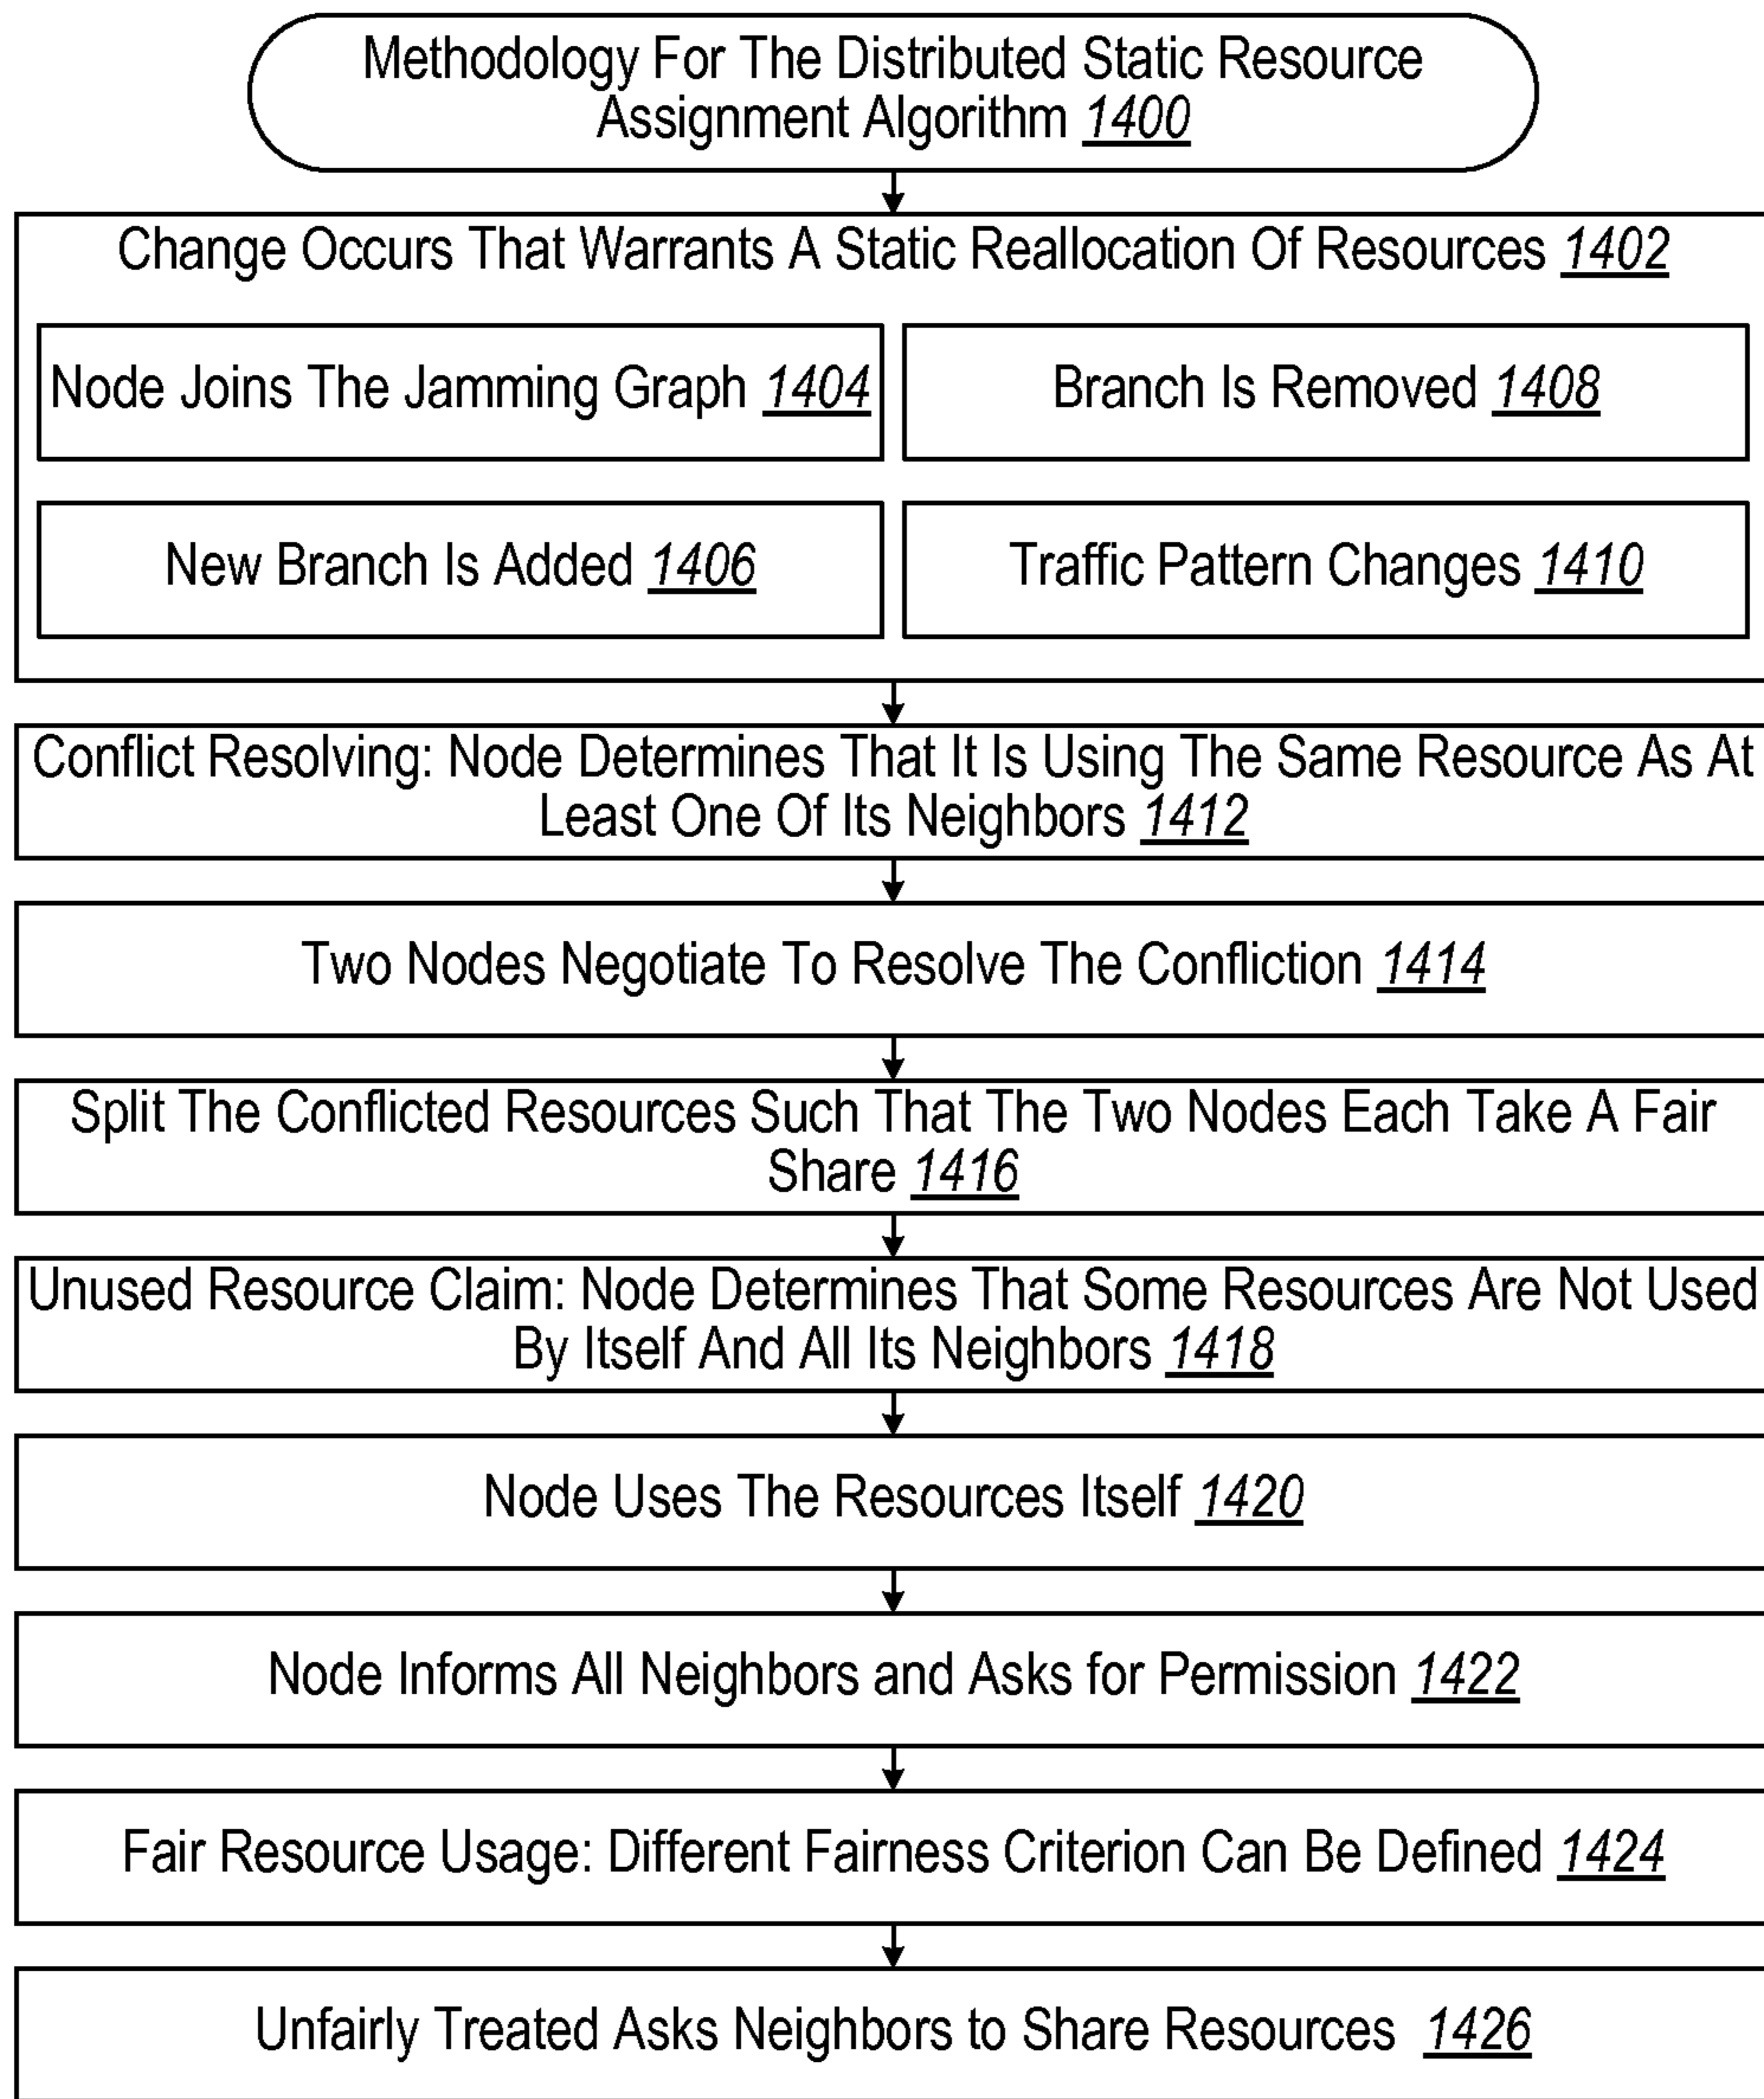 Methodology For The Distributed Static Resource
Assignment Algorithm 1400
Change Occurs That Warrants A Static Reallocation Of Resources 1402
Node Joins The Jamming Graph 1404
Branch Is Removed 1408
New Branch Is Added 1406
Traffic Pattern Changes 1410
Conflict Resolving: Node Determines That It Is Using The Same Resource As At
Least One Of Its Neighbors 1412
Two Nodes Negotiate To Resolve The Confliction 1414
Split The Conflicted Resources Such That The Two Nodes Each Take A Fair
Share 1416
Unused Resource Claim: Node Determines That Some Resources Are Not Used
By Itself And All Its Neighbors 1418
Node Uses The Resources Itself 1420
Node Informs All Neighbors and Asks for Permission 1422
Fair Resource Usage: Different Fairness Criterion Can Be Defined 1424
Unfairly Treated Asks Neighbors to Share Resources 1426